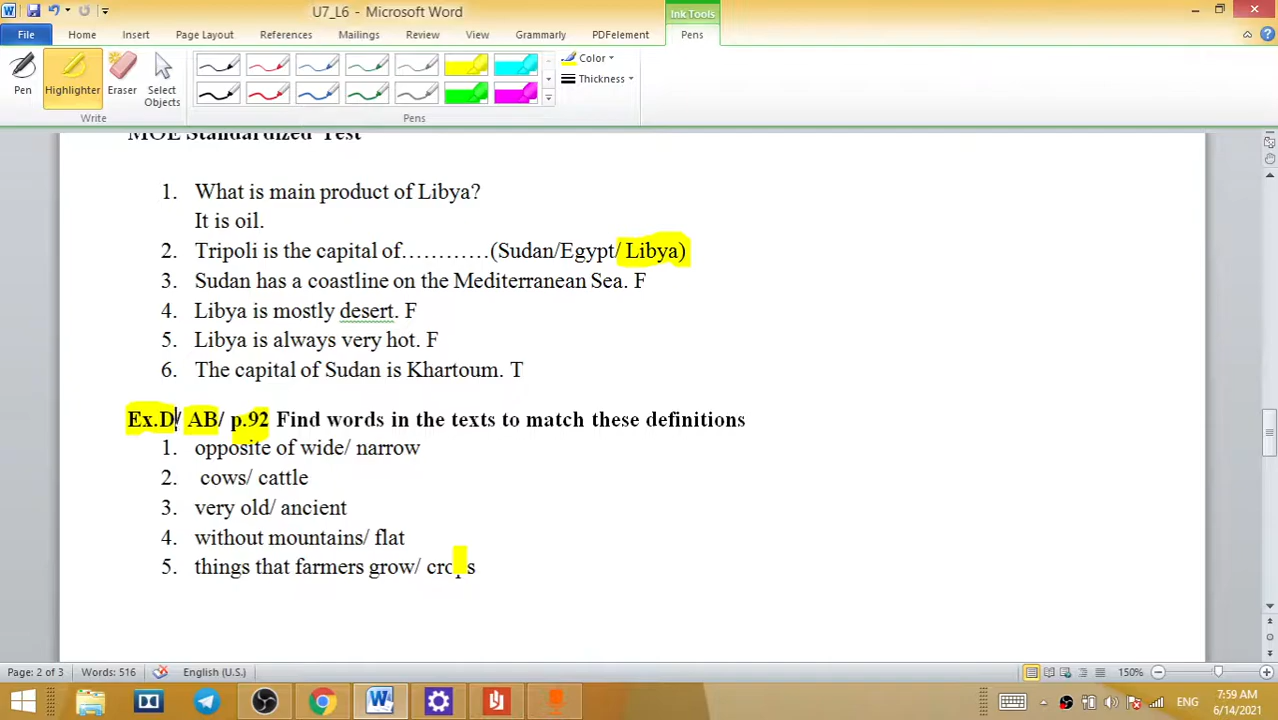 U7_L6 - Microsoft Word
Ink Tools
File Home Insert Page Layout References Mailings Review View Grammarly PDFelement Pens
Pen Highlighter Eraser Select Objects
Color
Thickness
Write Pens
MOE Standardized Test
1. What is main product of Libya?
It is oil.
2. Tripoli is the capital of…………(Sudan/Egypt/ Libya)
3. Sudan has a coastline on the Mediterranean Sea. F
4. Libya is mostly desert. F
5. Libya is always very hot. F
6. The capital of Sudan is Khartoum. T
Ex.D/ AB/ p.92 Find words in the texts to match these definitions
1. opposite of wide/ narrow
2. cows/ cattle
3. very old/ ancient
4. without mountains/ flat
5. things that farmers grow/ crops
Page: 2 of 3 Words: 516 English (U.S.) 150%
ENG 7:59 AM
6/14/2021